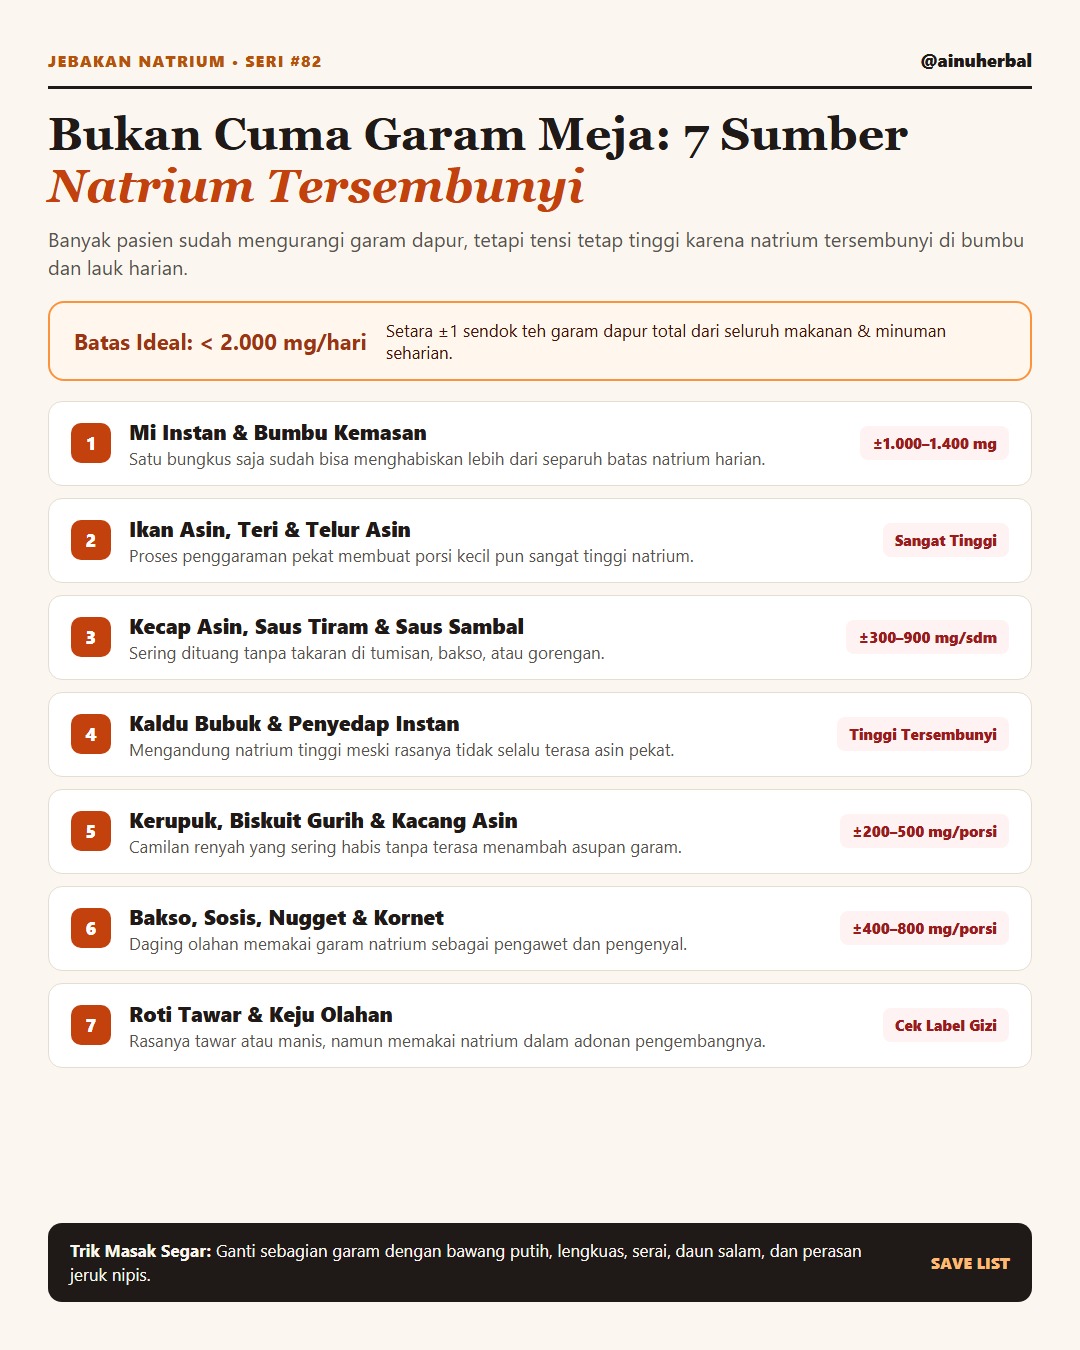 JEBAKAN NATRIUM • SERI #82
@ainuherbal
Bukan Cuma Garam Meja: 7 Sumber
Natrium Tersembunyi
Banyak pasien sudah mengurangi garam dapur, tetapi tensi tetap tinggi karena natrium tersembunyi di bumbu
dan lauk harian.
Batas Ideal: < 2.000 mg/hari
Setara ±1 sendok teh garam dapur total dari seluruh makanan & minuman
seharian.
1
Mi Instan & Bumbu Kemasan
Satu bungkus saja sudah bisa menghabiskan lebih dari separuh batas natrium harian.
±1.000–1.400 mg
2
Ikan Asin, Teri & Telur Asin
Proses penggaraman pekat membuat porsi kecil pun sangat tinggi natrium.
Sangat Tinggi
3
Kecap Asin, Saus Tiram & Saus Sambal
Sering dituang tanpa takaran di tumisan, bakso, atau gorengan.
±300–900 mg/sdm
4
Kaldu Bubuk & Penyedap Instan
Mengandung natrium tinggi meski rasanya tidak selalu terasa asin pekat.
Tinggi Tersembunyi
5
Kerupuk, Biskuit Gurih & Kacang Asin
Camilan renyah yang sering habis tanpa terasa menambah asupan garam.
±200–500 mg/porsi
6
Bakso, Sosis, Nugget & Kornet
Daging olahan memakai garam natrium sebagai pengawet dan pengenyal.
±400–800 mg/porsi
7
Roti Tawar & Keju Olahan
Rasanya tawar atau manis, namun memakai natrium dalam adonan pengembangnya.
Cek Label Gizi
Trik Masak Segar: Ganti sebagian garam dengan bawang putih, lengkuas, serai, daun salam, dan perasan
jeruk nipis.
SAVE LIST